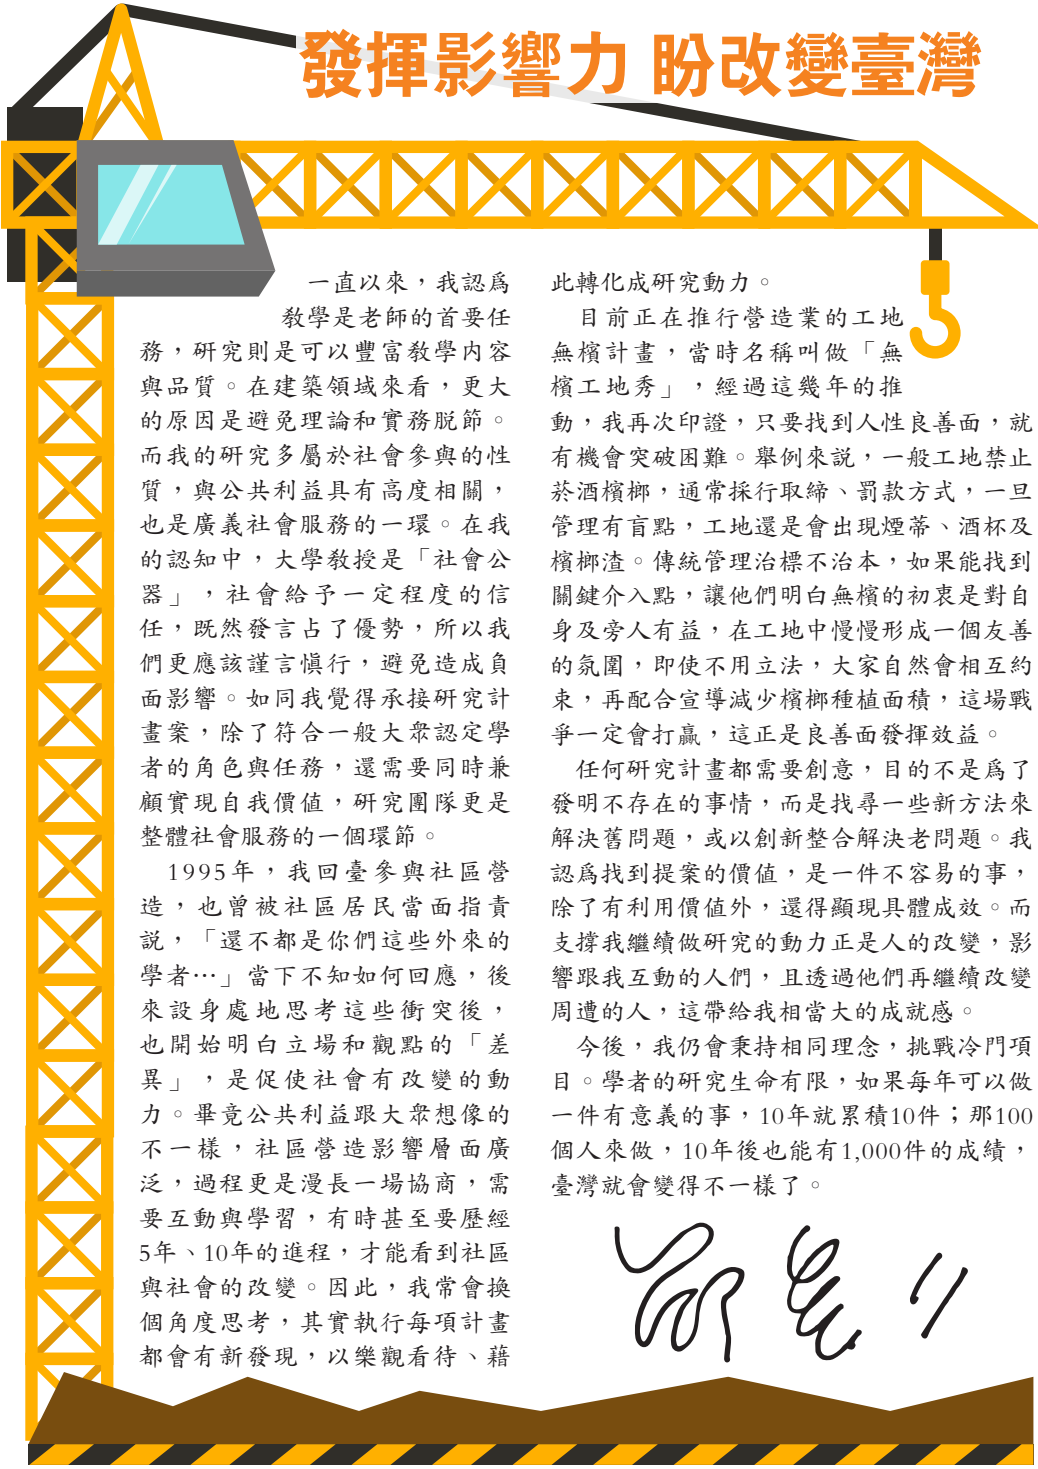 發揮影響力 盼改變臺灣
一直以來，我認為
教學是老師的首要任
務，研究則是可以豐富教學內容
與品質。在建築領域來看，更大
的原因是避免理論和實務脫節。
而我的研究多屬於社會參與的性
質，與公共利益具有高度相關，
也是廣義社會服務的一環。在我
的認知中，大學教授是「社會公
器」，社會給予一定程度的信
任，既然發言占了優勢，所以我
們更應該謹言慎行，避免造成負
面影響。如同我覺得承接研究計
畫案，除了符合一般大眾認定學
者的角色與任務，還需要同時兼
顧實現自我價值，研究團隊更是
整體社會服務的一個環節。
1995年，我回臺參與社區營
造，也曾被社區居民當面指責
說，「還不都是你們這些外來的
學者…」當下不知如何回應，後
來設身處地思考這些衝突後，
也開始明白立場和觀點的「差
異」，是促使社會有改變的動
力。畢竟公共利益跟大眾想像的
不一樣，社區營造影響層面廣
泛，過程更是漫長一場協商，需
要互動與學習，有時甚至要歷經
5年、10年的進程，才能看到社區
與社會的改變。因此，我常會換
個角度思考，其實執行每項計畫
都會有新發現，以樂觀看待、藉
此轉化成研究動力。
目前正在推行營造業的工地
無檳計畫，當時名稱叫做「無
檳工地秀」，經過這幾年的推
動，我再次印證，只要找到人性良善面，就
有機會突破困難。舉例來說，一般工地禁止
菸酒檳榔，通常採行取締、罰款方式，一旦
管理有盲點，工地還是會出現煙蒂、酒杯及
檳榔渣。傳統管理治標不治本，如果能找到
關鍵介入點，讓他們明白無檳的初衷是對自
身及旁人有益，在工地中慢慢形成一個友善
的氛圍，即使不用立法，大家自然會相互約
束，再配合宣導減少檳榔種植面積，這場戰
爭一定會打贏，這正是良善面發揮效益。
任何研究計畫都需要創意，目的不是為了
發明不存在的事情，而是找尋一些新方法來
解決舊問題，或以創新整合解決老問題。我
認為找到提案的價值，是一件不容易的事，
除了有利用價值外，還得顯現具體成效。而
支撐我繼續做研究的動力正是人的改變，影
響跟我互動的人們，且透過他們再繼續改變
周遭的人，這帶給我相當大的成就感。
今後，我仍會秉持相同理念，挑戰冷門項
目。學者的研究生命有限，如果每年可以做
一件有意義的事，10年就累積10件；那100
個人來做，10年後也能有1,000件的成績，
臺灣就會變得不一樣了。